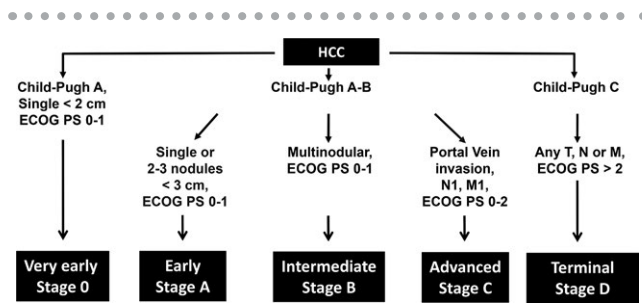 HCC
Child-Pugh A,
Single < 2 cm
ECOG PS 0-1
Child-Pugh A-B
Child-Pugh C
Single or
2-3 nodules
< 3 cm,
ECOG PS 0-1
Multinodular,
ECOG PS 0-1
Portal Vein
invasion,
N1, M1,
ECOG PS 0-2
Any T, N or M,
ECOG PS > 2
Very early
Stage 0
Early
Stage A
Intermediate
Stage B
Advanced
Stage C
Terminal
Stage D